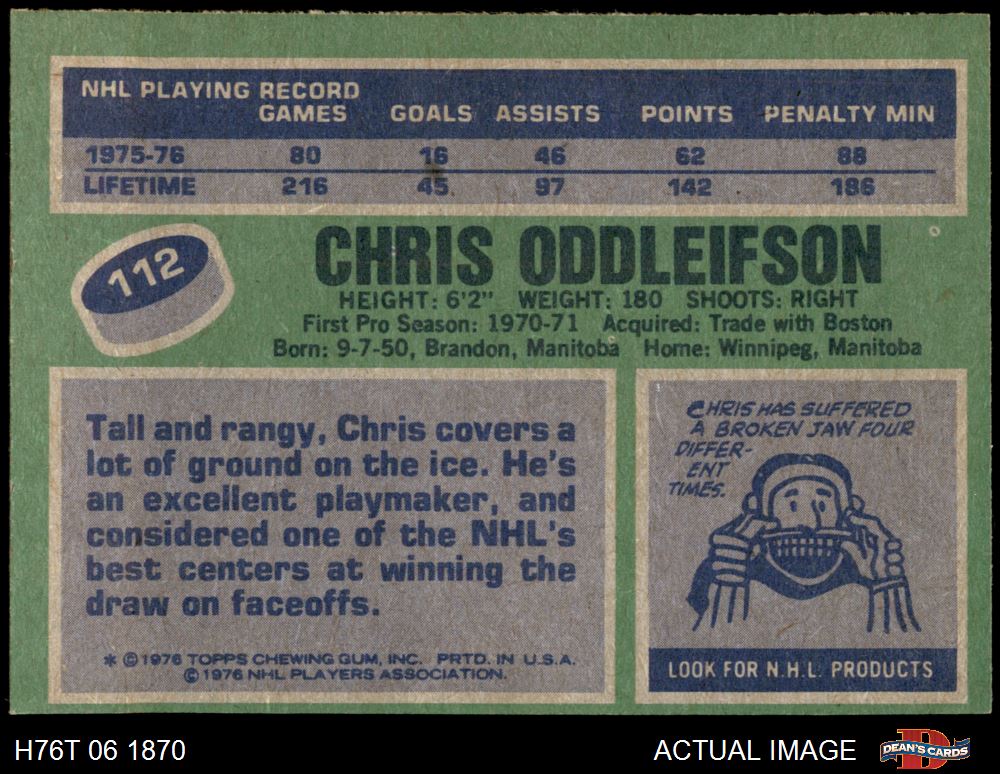 NHL PLAYING RECORD
GAMES GOALS ASSISTS POINTS PENALTY MIN
1975-76 80 16 46 62 88
LIFETIME 216 45 97 142 186
112
CHRIS ODDLEIFSON
HEIGHT: 6'2" WEIGHT: 180 SHOOTS: RIGHT
First Pro Season: 1970-71 Acquired: Trade with Boston
Born: 9-7-50, Brandon, Manitoba Home: Winnipeg, Manitoba
Tall and rangy, Chris covers a
lot of ground on the ice. He's
an excellent playmaker, and
considered one of the NHL's
best centers at winning the
draw on faceoffs.
* © 1976 TOPPS CHEWING GUM, INC. PRTD. IN U.S.A.
© 1976 NHL PLAYERS ASSOCIATION.
CHRIS HAS SUFFERED
A BROKEN JAW FOUR
DIFFER-
ENT
TIMES.
LOOK FOR N.H.L. PRODUCTS
H76T 06 1870
ACTUAL IMAGE
DEAN'S CARDS